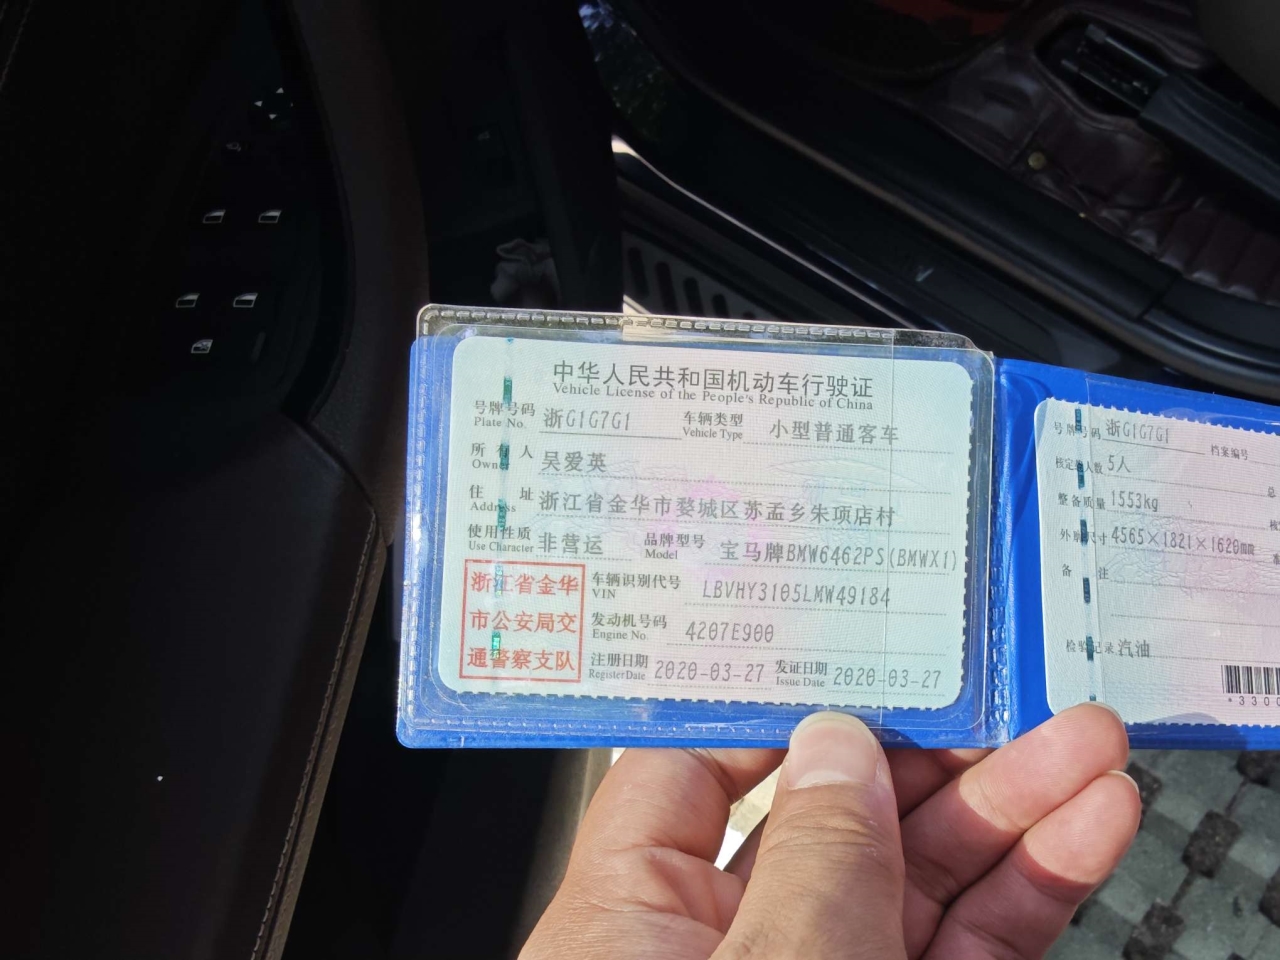 中华人民共和国机动车行驶证
Vehicle License of the People's Republic of China
号牌号码 浙G1G7G1 车辆类型 小型普通客车
Plate No. Vehicle Type
所有人 吴爱英
Owner
住址 浙江省金华市婺城区苏孟乡朱项店村
Address
使用性质 非营运 品牌型号 宝马牌BMW6462PS(BMWX1)
Use Character Model
浙江省金华
市公安局交
通警察支队
车辆识别代号 LBVHY3105LMW49184
VIN
发动机号码 4207E900
Engine No.
注册日期 2020-03-27 发证日期 2020-03-27
Register Date Issue Date
号牌号码 浙G1G7G1 档案编号
核定载人数 5人 总
整备质量 1553Kg 核
外廓尺寸 4565×1821×1620mm
备注
检验记录 汽油
*3300